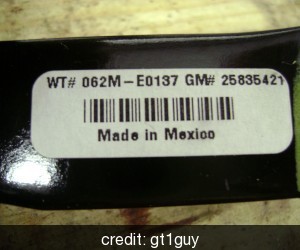 WT# 062M-E0137 GM# 25835421
Made in Mexico
credit: gt1guy